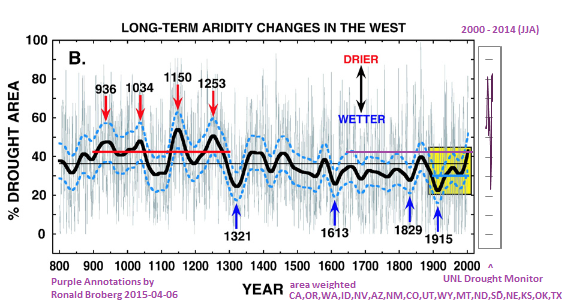 LONG-TERM ARIDITY CHANGES IN THE WEST
2000 - 2014 (JJA)
B.
DRIER
WETTER
936
1034
1150
1253
1321
1613
1829
1915
% DROUGHT AREA
100
80
60
40
20
0
800 900 1000 1100 1200 1300 1400 1500 1600 1700 1800 1900 2000
YEAR
^
Purple Annotations by
Ronald Broberg 2015-04-06
UNL Drought Monitor
area weighted
CA,OR,WA,ID,NV,AZ,NM,CO,UT,WY,MT,ND,SD,NE,KS,OK,TX